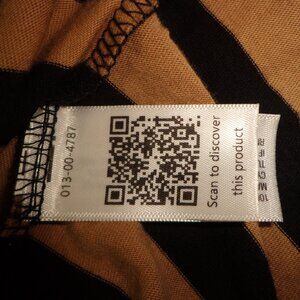 013-00-4787
Scan to discover
this product